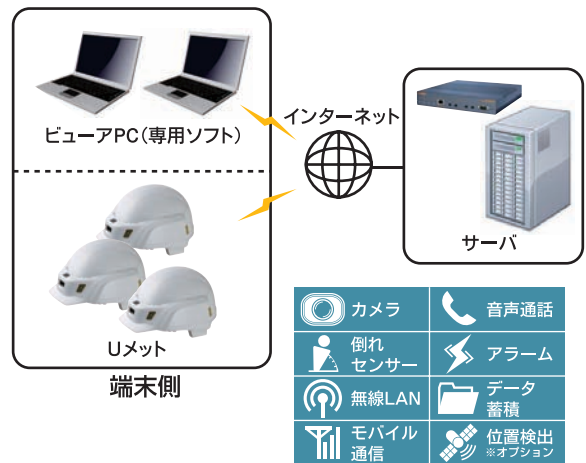 ビューアPC(専用ソフト)
Uメット
端末側
インターネット
サーバ
カメラ
音声通話
倒れ
センサー
アラーム
無線LAN
データ
蓄積
モバイル
通信
位置検出
※オプション